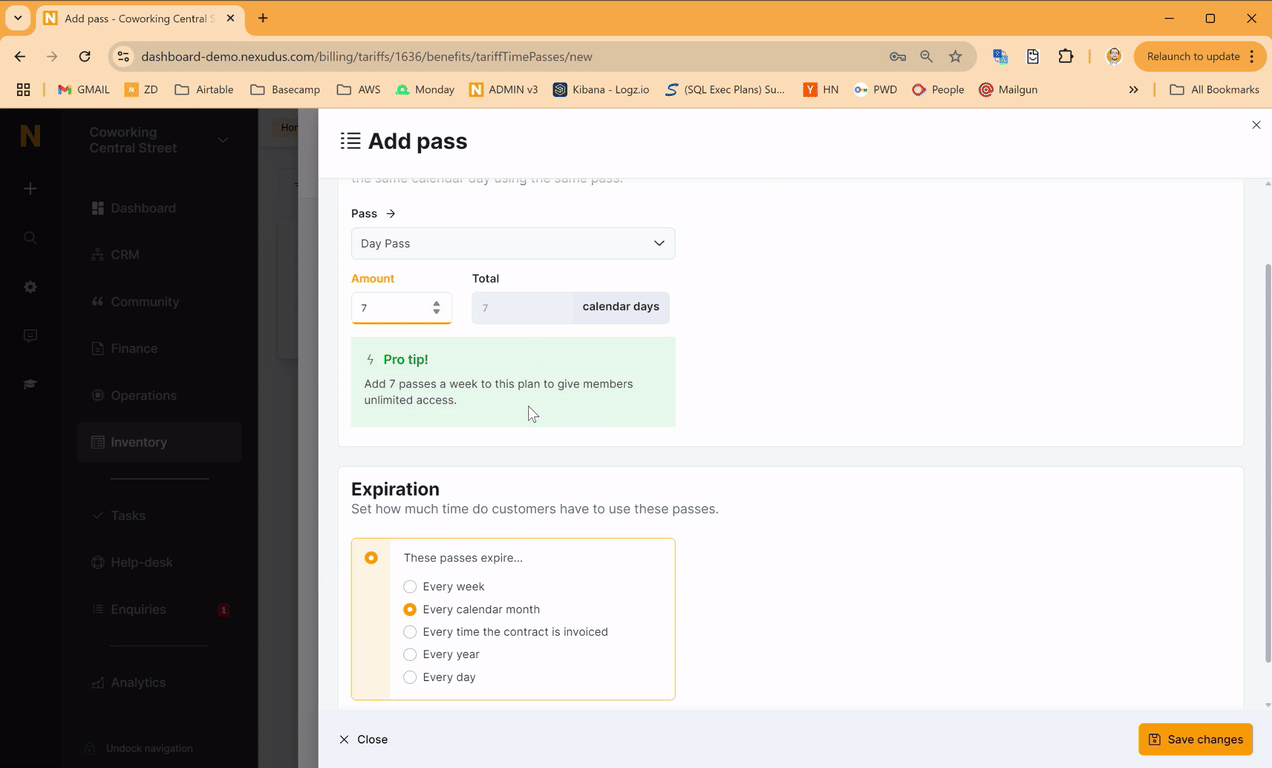 Add pass - Coworking Central S
dashboard-demo.nexudus.com/billing/tariffs/1636/benefits/tariffTimePasses/new
Relaunch to update
GMAIL
ZD
Airtable
Basecamp
AWS
Monday
ADMIN v3
Kibana - Logz.io
(SQL Exec Plans) Su...
HN
PWD
People
Mailgun
All Bookmarks
N
Coworking
Central Street
Dashboard
CRM
Community
Finance
Operations
Inventory
Tasks
Help-desk
Enquiries
1
Analytics
Undock navigation
Hor
Add pass
the same calendar day using the same pass.
Pass
Day Pass
Amount
Total
7
7
calendar days
Pro tip!
Add 7 passes a week to this plan to give members
unlimited access.
Expiration
Set how much time do customers have to use these passes.
These passes expire...
Every week
Every calendar month
Every time the contract is invoiced
Every year
Every day
Close
Save changes